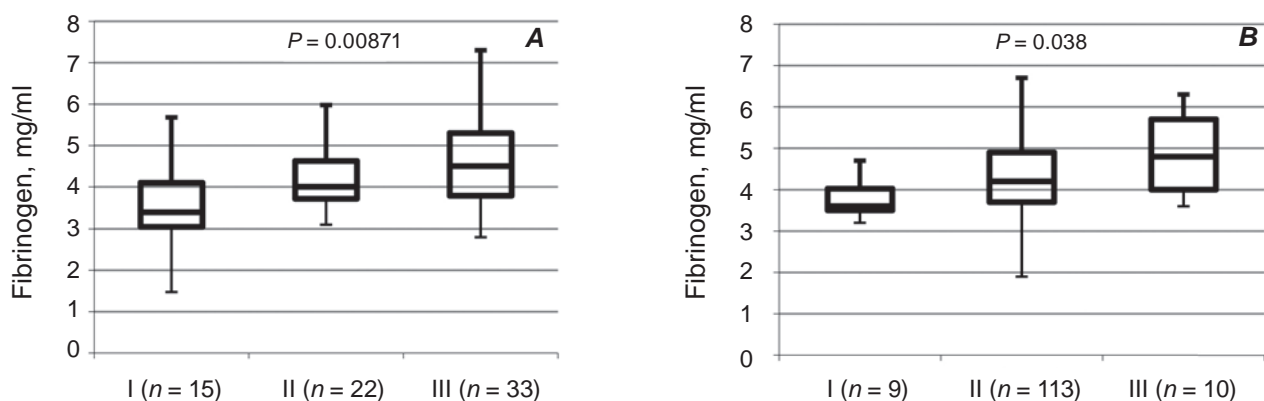 Fibrinogen, mg/ml
8
7
6
5
4
3
2
1
0
P = 0.00871
A
I (n = 15)
II (n = 22)
III (n = 33)
Fibrinogen, mg/ml
8
7
6
5
4
3
2
1
0
P = 0.038
B
I (n = 9)
II (n = 113)
III (n = 10)